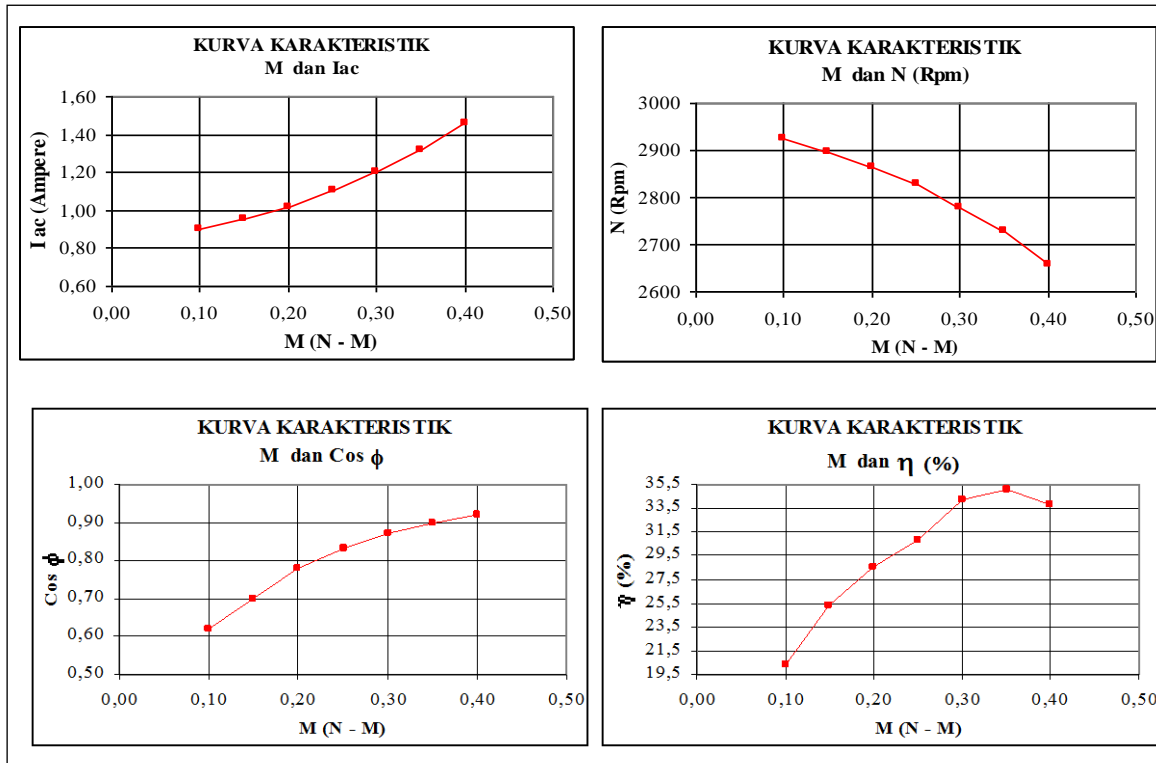 KURVA KARAKTERISTIK
M dan Iac
1,60
1,40
1,20
1,00
0,80
0,60
I ac (Ampere)
0,00 0,10 0,20 0,30 0,40 0,50
M (N - M)
KURVA KARAKTERISTIK
M dan N (Rpm)
3000
2900
2800
2700
2600
N (Rpm)
0,00 0,10 0,20 0,30 0,40 0,50
M (N - M)
KURVA KARAKTERISTIK
M dan Cos ϕ
1,00
0,90
0,80
0,70
0,60
0,50
Cos ϕ
0,00 0,10 0,20 0,30 0,40 0,50
M (N - M)
KURVA KARAKTERISTIK
M dan η (%)
35,5
33,5
31,5
29,5
27,5
25,5
23,5
21,5
19,5
η (%)
0,00 0,10 0,20 0,30 0,40 0,50
M (N - M)